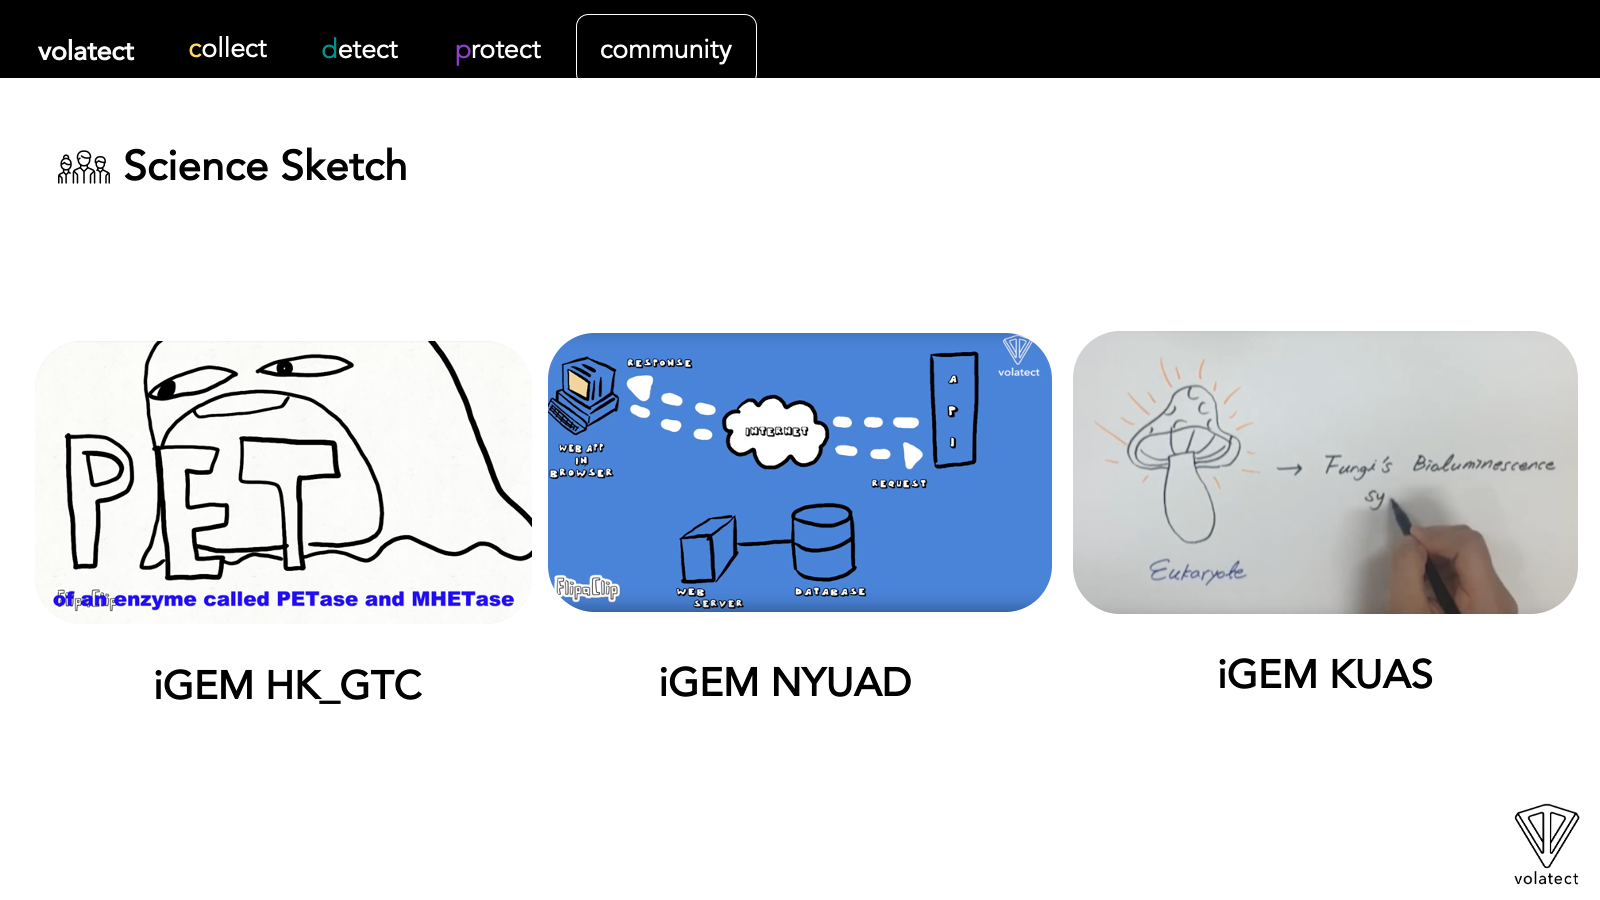 volatect collect detect protect community
Science Sketch
PET
of an enzyme called PETase and MHETase
FlipaClip
RESPONSE
volatect
A
P
I
INTERNET
WEB APP
IN
BROWSER
REQUEST
FlipaClip
WEB
SERVER
DATABASE
Fungi's Bioluminescence
sy
Eukaryote
iGEM HK_GTC
iGEM NYUAD
iGEM KUAS
volatect